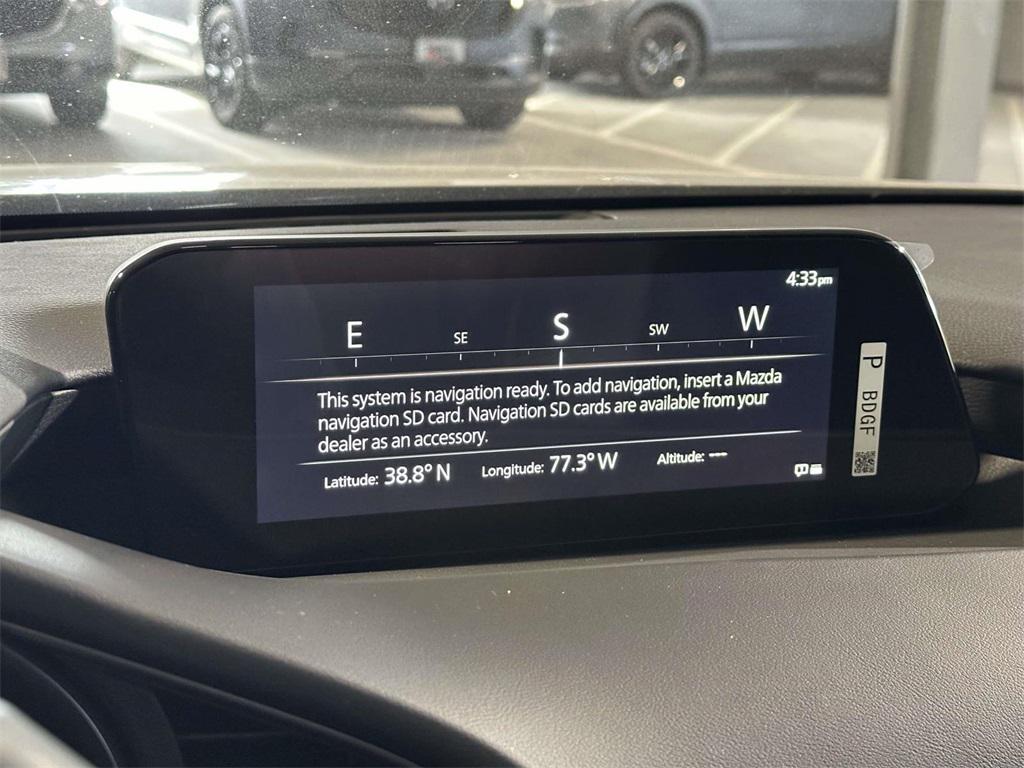 4:33pm
E SE S SW W
This system is navigation ready. To add navigation, insert a Mazda
navigation SD card. Navigation SD cards are available from your
dealer as an accessory.
Latitude: 38.8° N Longitude: 77.3° W Altitude: ---
P BDGF